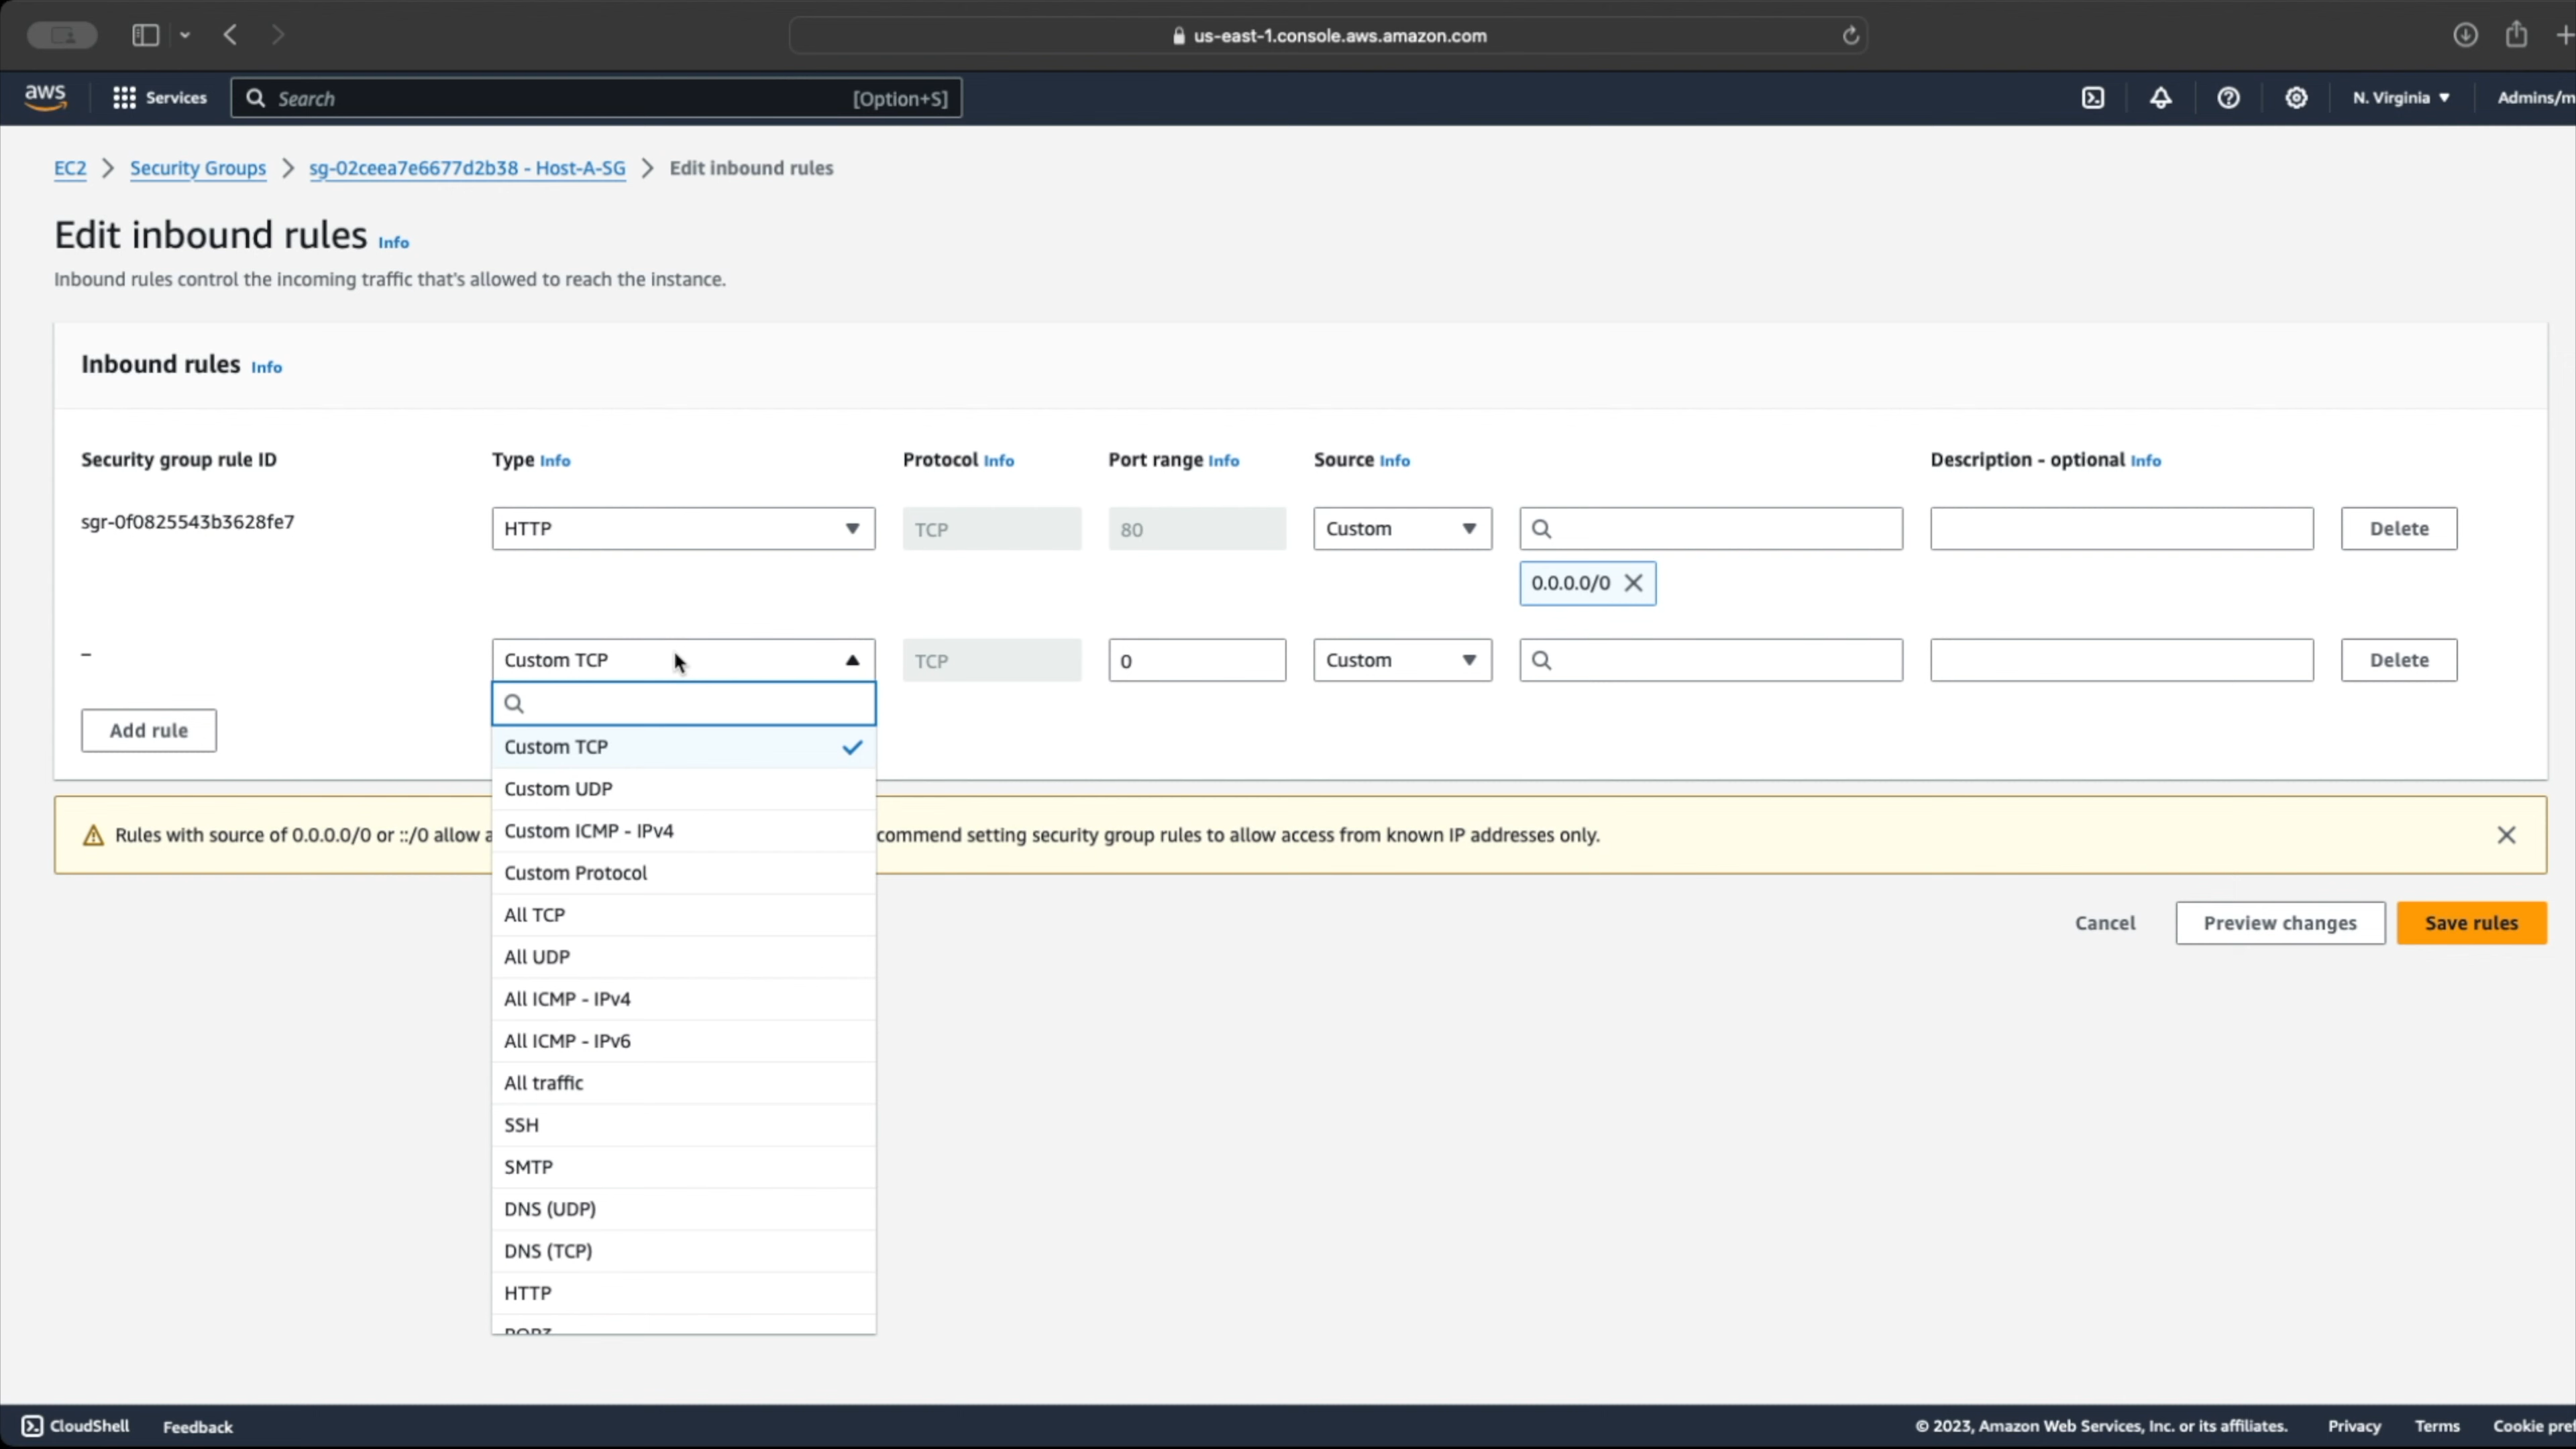 us-east-1.console.aws.amazon.com
aws
Services
Search
[Option+S]
N. Virginia
Admins/m
EC2
Security Groups
sg-02ceea7e6677d2b38 - Host-A-SG
Edit inbound rules
Edit inbound rules Info
Inbound rules control the incoming traffic that's allowed to reach the instance.
Inbound rules Info
Security group rule ID
Type Info
Protocol Info
Port range Info
Source Info
Description - optional Info
sgr-0f0825543b3628fe7
HTTP
TCP
80
Custom
Delete
0.0.0.0/0
–
Custom TCP
TCP
0
Custom
Delete
Add rule
Custom TCP
Custom UDP
Custom ICMP - IPv4
Custom Protocol
All TCP
All UDP
All ICMP - IPv4
All ICMP - IPv6
All traffic
SSH
SMTP
DNS (UDP)
DNS (TCP)
HTTP
Rules with source of 0.0.0.0/0 or ::/0 allow a
commend setting security group rules to allow access from known IP addresses only.
Cancel
Preview changes
Save rules
CloudShell
Feedback
© 2023, Amazon Web Services, Inc. or its affiliates.
Privacy
Terms
Cookie pref